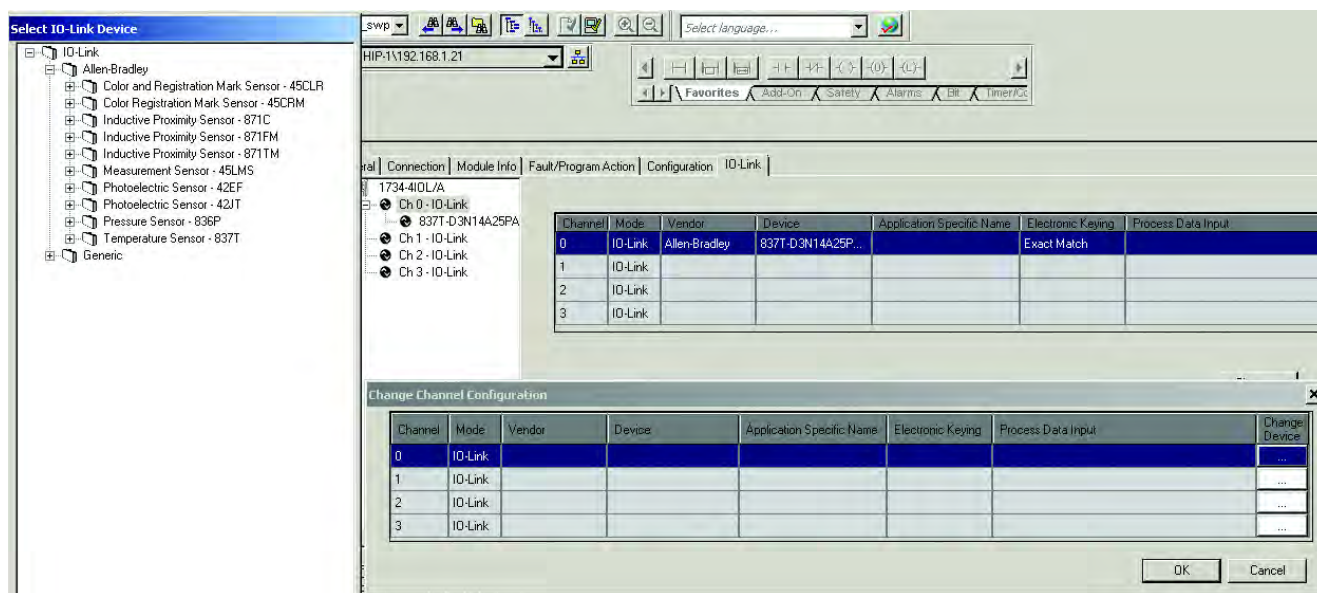 Select IO-Link Device
IO-Link
Allen-Bradley
Color and Registration Mark Sensor - 45CLR
Color Registration Mark Sensor - 45CRM
Inductive Proximity Sensor - 871C
Inductive Proximity Sensor - 871FM
Inductive Proximity Sensor - 871TM
Measurement Sensor - 45LMS
Photoelectric Sensor - 42EF
Photoelectric Sensor - 42JT
Pressure Sensor - 836P
Temperature Sensor - 837T
Generic
_swp
Select language...
HIP-1\192.168.1.21
Favorites Add-On Safety Alarms Bit Timer/Co
ral Connection Module Info Fault/Program Action Configuration IO-Link
1734-4IOL/A
Ch 0 - IO-Link
837T-D3N14A25PA
Ch 1 - IO-Link
Ch 2 - IO-Link
Ch 3 - IO-Link
Channel Mode Vendor Device Application Specific Name Electronic Keying Process Data Input
0 IO-Link Allen-Bradley 837T-D3N14A25P... Exact Match
1 IO-Link
2 IO-Link
3 IO-Link
Change Channel Configuration
Channel Mode Vendor Device Application Specific Name Electronic Keying Process Data Input Change Device
0 IO-Link ...
1 IO-Link ...
2 IO-Link ...
3 IO-Link ...
OK Cancel